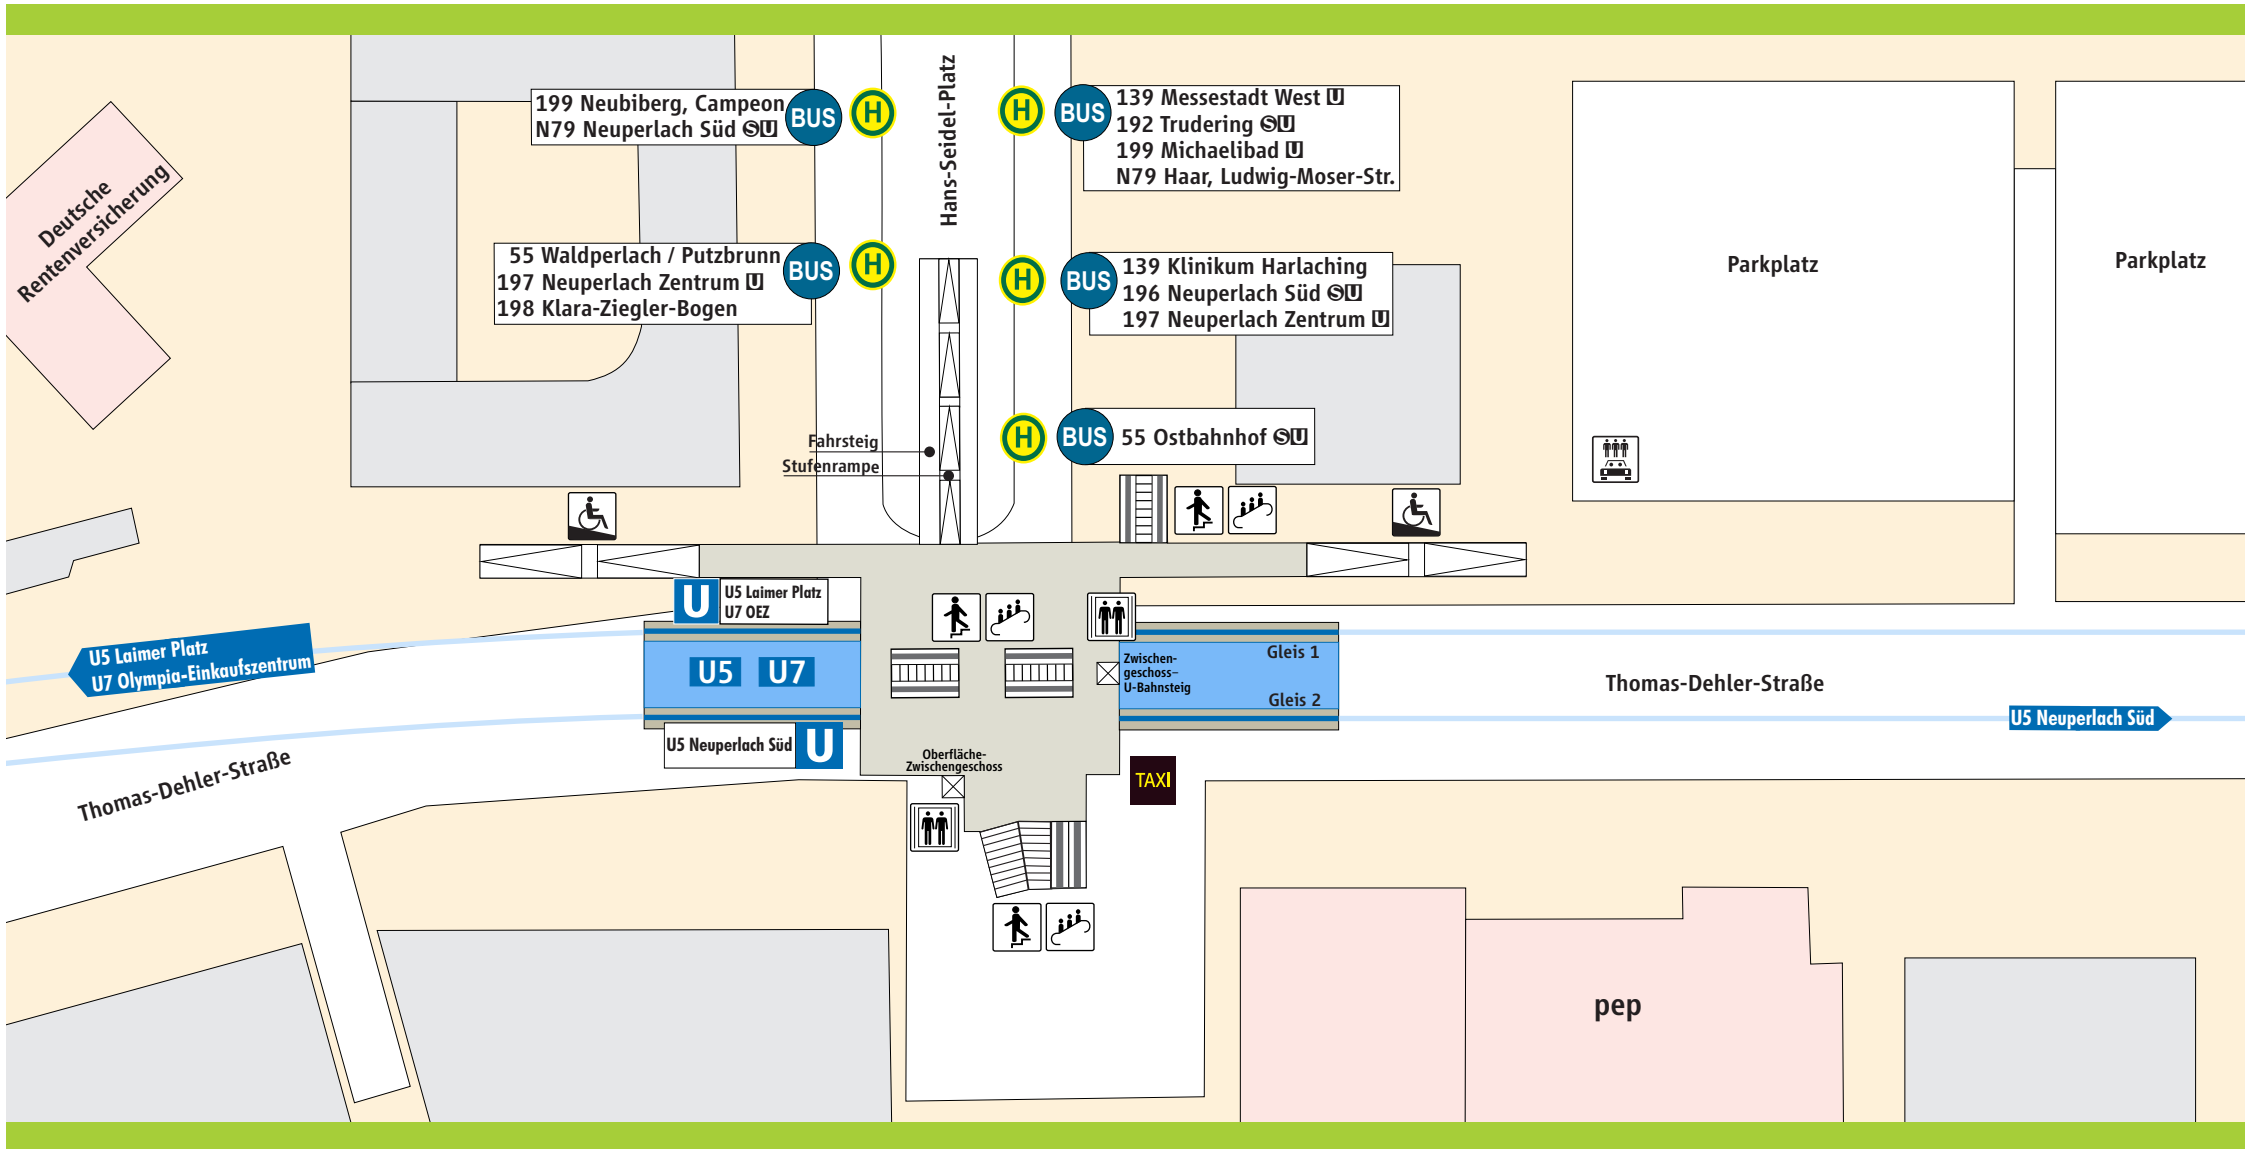 199 Neubiberg, Campeon
N79 Neuperlach Süd S U
BUS
H
Hans-Seidel-Platz
H
BUS
139 Messestadt West U
192 Trudering S U
199 Michaelibad U
N79 Haar, Ludwig-Moser-Str.
Deutsche
Rentenversicherung
55 Waldperlach / Putzbrunn
197 Neuperlach Zentrum U
198 Klara-Ziegler-Bogen
BUS
H
H
BUS
139 Klinikum Harlaching
196 Neuperlach Süd S U
197 Neuperlach Zentrum U
Parkplatz
Parkplatz
Fahrsteig
Stufenrampe
H
BUS
55 Ostbahnhof S U
U
U5 Laimer Platz
U7 OEZ
U5 Laimer Platz
U7 Olympia-Einkaufszentrum
U5 U7
Zwischen-
geschoss–
U-Bahnsteig
Gleis 1
Gleis 2
Thomas-Dehler-Straße
U5 Neuperlach Süd
U5 Neuperlach Süd
U
Oberfläche-
Zwischengeschoss
TAXI
Thomas-Dehler-Straße
pep